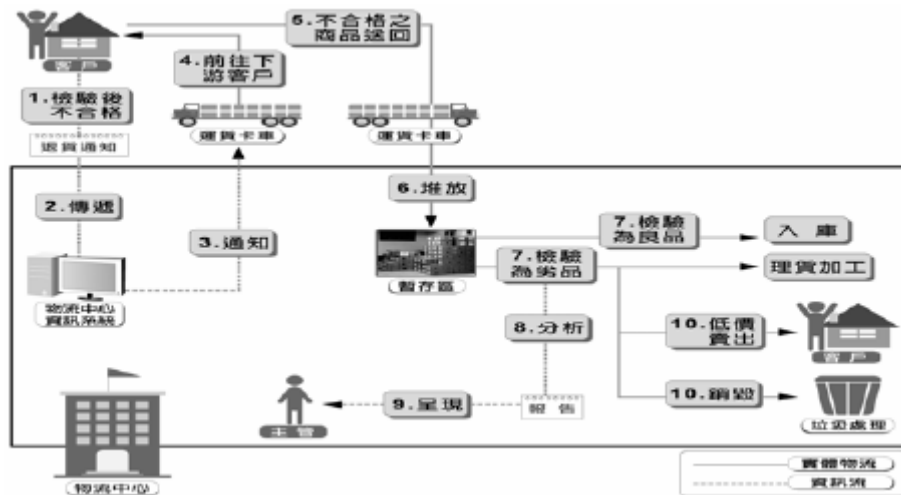 客戶
1.檢驗後
不合格
退貨通知
2.傳遞
物流中心
資訊系統
3.通知
4.前往下
游客戶
運貨卡車
5.不合格之
商品送回
運貨卡車
6.堆放
暫存區
7.檢驗
為良品
入庫
7.檢驗
為劣品
理貨加工
8.分析
報告
9.呈現
主管
10.低價
賣出
客戶
10.銷毀
垃圾處理
物流中心
實體物流
資訊流